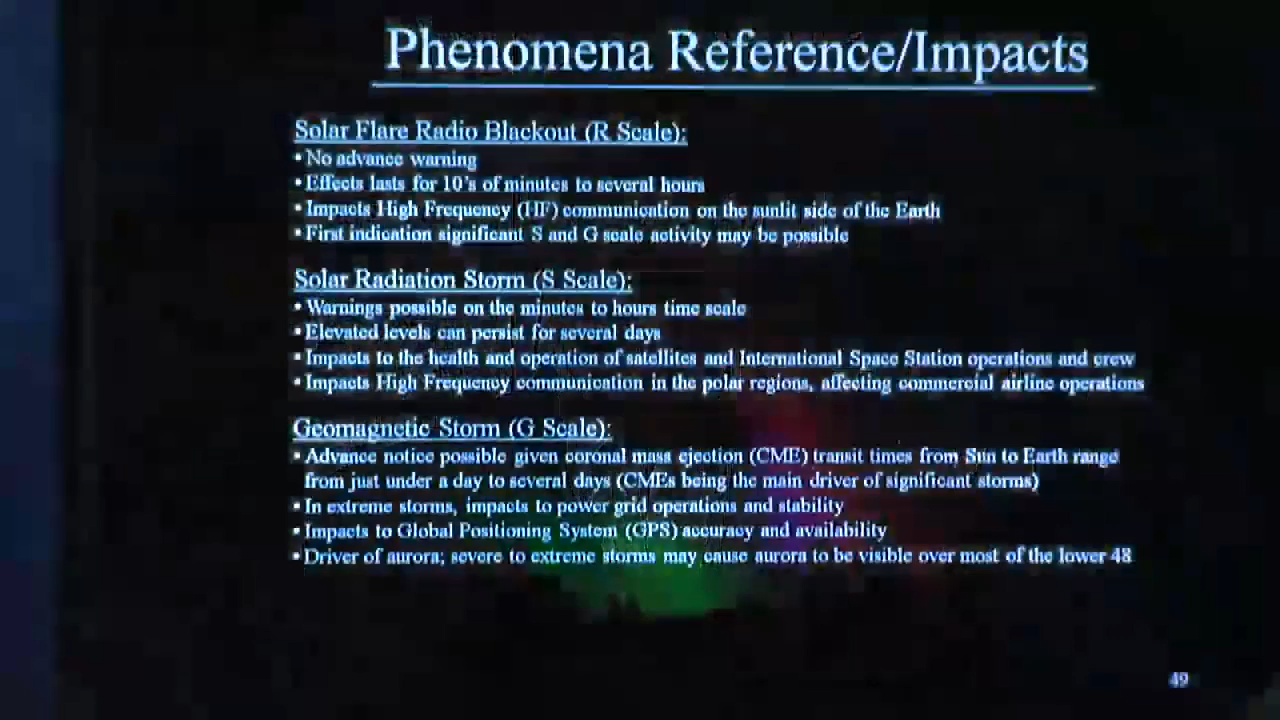 Phenomena Reference/Impacts
Solar Flare Radio Blackout (R Scale):
▪ No advance warning
▪ Effects lasts for 10's of minutes to several hours
▪ Impacts High Frequency (HF) communication on the sunlit side of the Earth
▪ First indication significant S and G scale activity may be possible
Solar Radiation Storm (S Scale):
▪ Warnings possible on the minutes to hours time scale
▪ Elevated levels can persist for several days
▪ Impacts to the health and operation of satellites and International Space Station operations and crew
▪ Impacts High Frequency communication in the polar regions, affecting commercial airline operations
Geomagnetic Storm (G Scale):
▪ Advance notice possible given coronal mass ejection (CME) transit times from Sun to Earth range
from just under a day to several days (CMEs being the main driver of significant storms)
▪ In extreme storms, impacts to power grid operations and stability
▪ Impacts to Global Positioning System (GPS) accuracy and availability
▪ Driver of aurora; severe to extreme storms may cause aurora to be visible over most of the lower 48
49